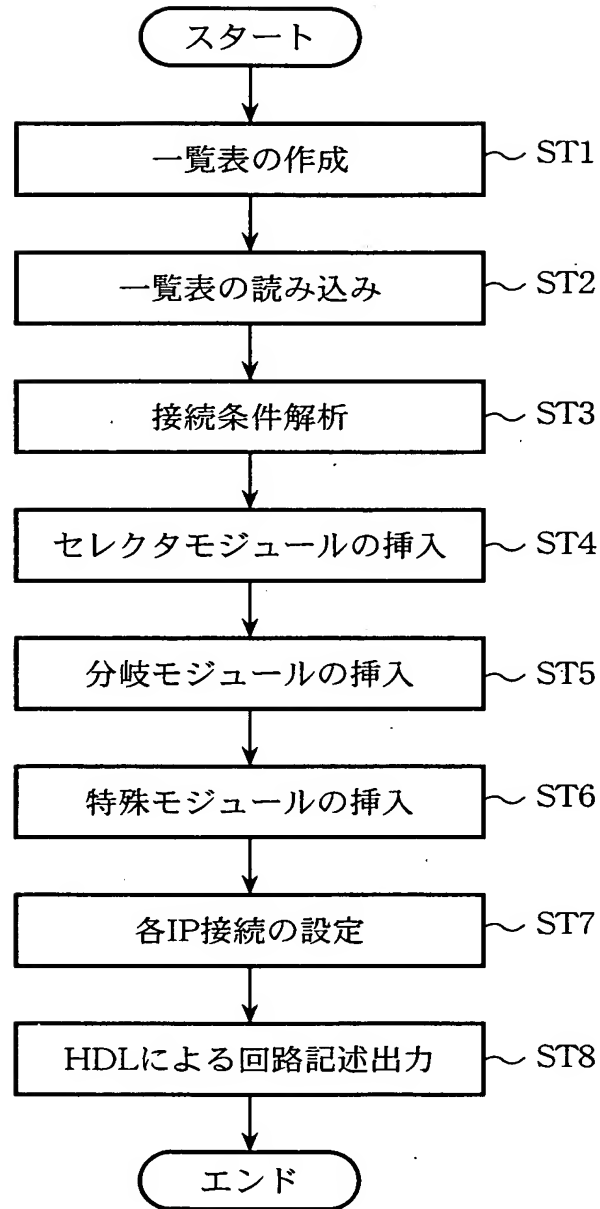 スタート
一覧表の作成 ST1
一覧表の読み込み ST2
接続条件解析 ST3
セレクタモジュールの挿入 ST4
分岐モジュールの挿入 ST5
特殊モジュールの挿入 ST6
各IP接続の設定 ST7
HDLによる回路記述出力 ST8
エンド